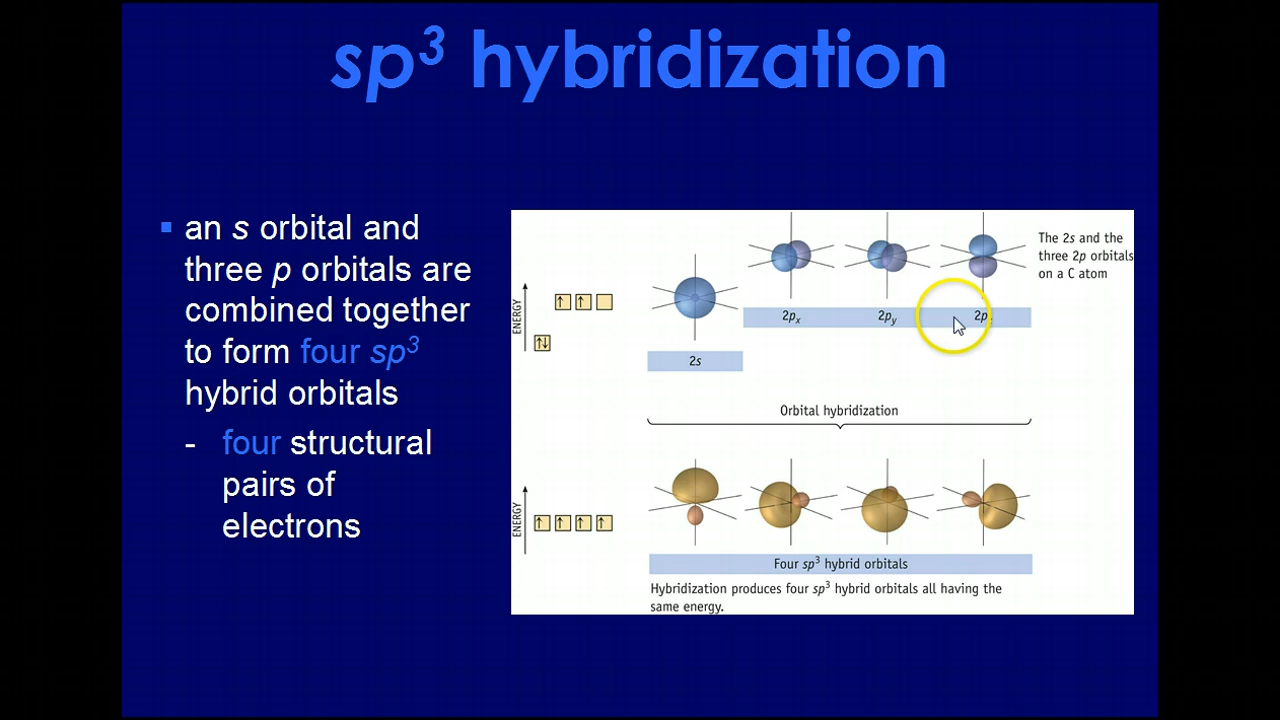 sp³ hybridization
▪ an s orbital and
three p orbitals are
combined together
to form four sp³
hybrid orbitals
- four structural
pairs of
electrons
ENERGY
2s
2pₓ
2pᵧ
2p
The 2s and the
three 2p orbitals
on a C atom
Orbital hybridization
ENERGY
Four sp³ hybrid orbitals
Hybridization produces four sp³ hybrid orbitals all having the
same energy.